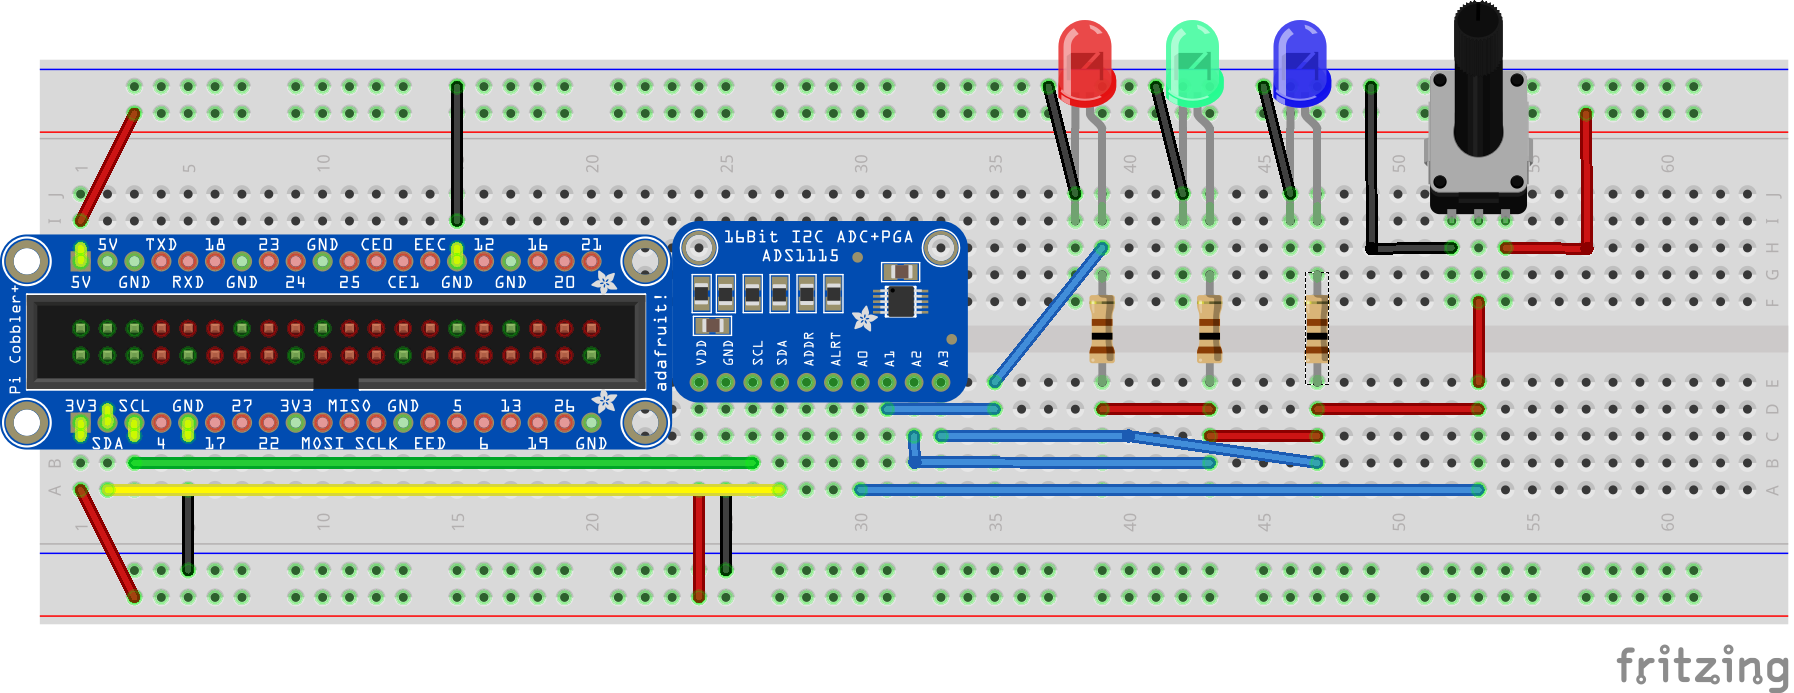 1 5 10 15 20 25 30 35 40 45 50 55 60
J J
I I
H
G
F
16Bit I2C ADC+PGA
ADS1115
5V TXD 18 23 GND CE0 EEC 12 16 21
5V GND RXD GND 24 25 CE1 GND GND 20
Pi Cobbler+
adafruit!
VDD GND SCL SDA ADDR ALRT A0 A1 A2 A3
3V3 SCL GND 27 3V3 MISO GND 5 13 26
SDA 4 17 22 MOSI SCLK EED 6 19 GND
E
D
C
B B
A A
1 10 15 20 30 35 40 45 50 55 60
fritzing